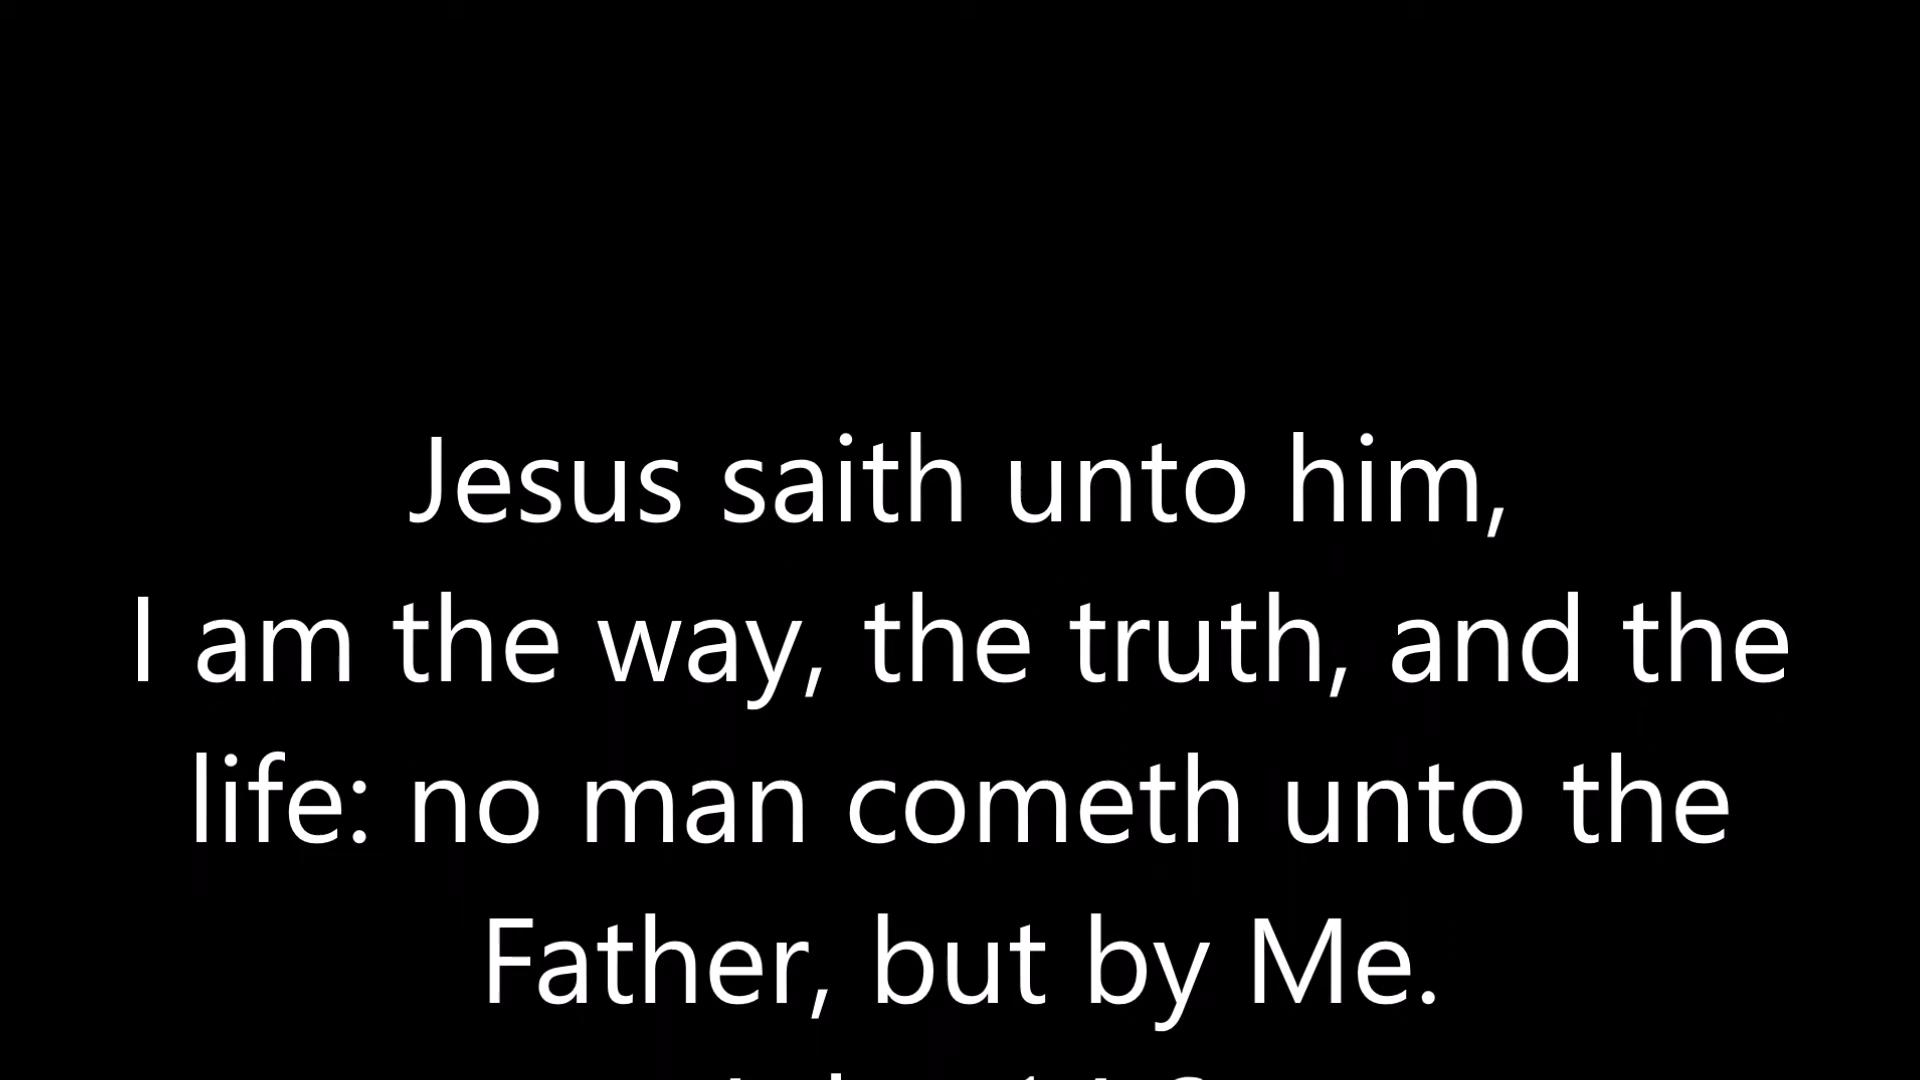 Jesus saith unto him,
I am the way, the truth, and the
life: no man cometh unto the
Father, but by Me.